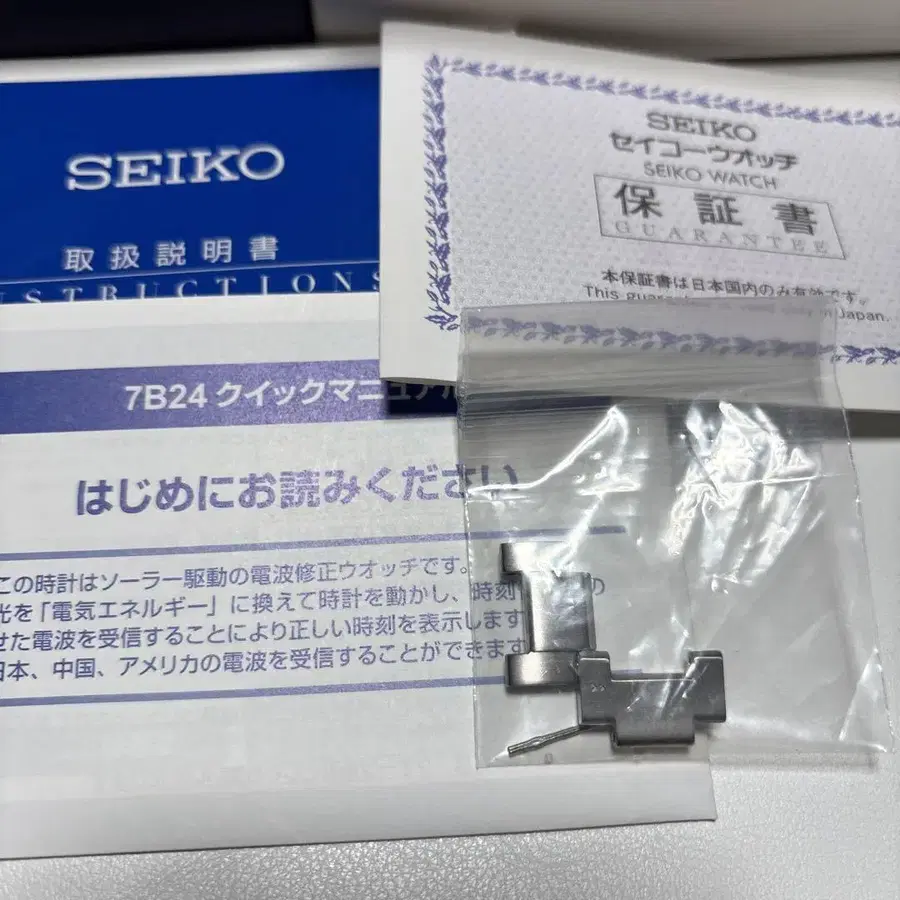 SEIKO
取扱説明書
INSTRUCTIONS
SEIKO
セイコーウオッチ
SEIKO WATCH
保証書
GUARANTEE
本保証書は日本国内のみ有効です。
This Japan.
7B24 クイックマニュアル
はじめにお読みください
この時計はソーラー駆動の電波修正ウオッチです。
光を「電気エネルギー」に換えて時計を動かし、時刻 の
せた電波を受信することにより正しい時刻を表示します
日本、中国、アメリカの電波を受信することができます